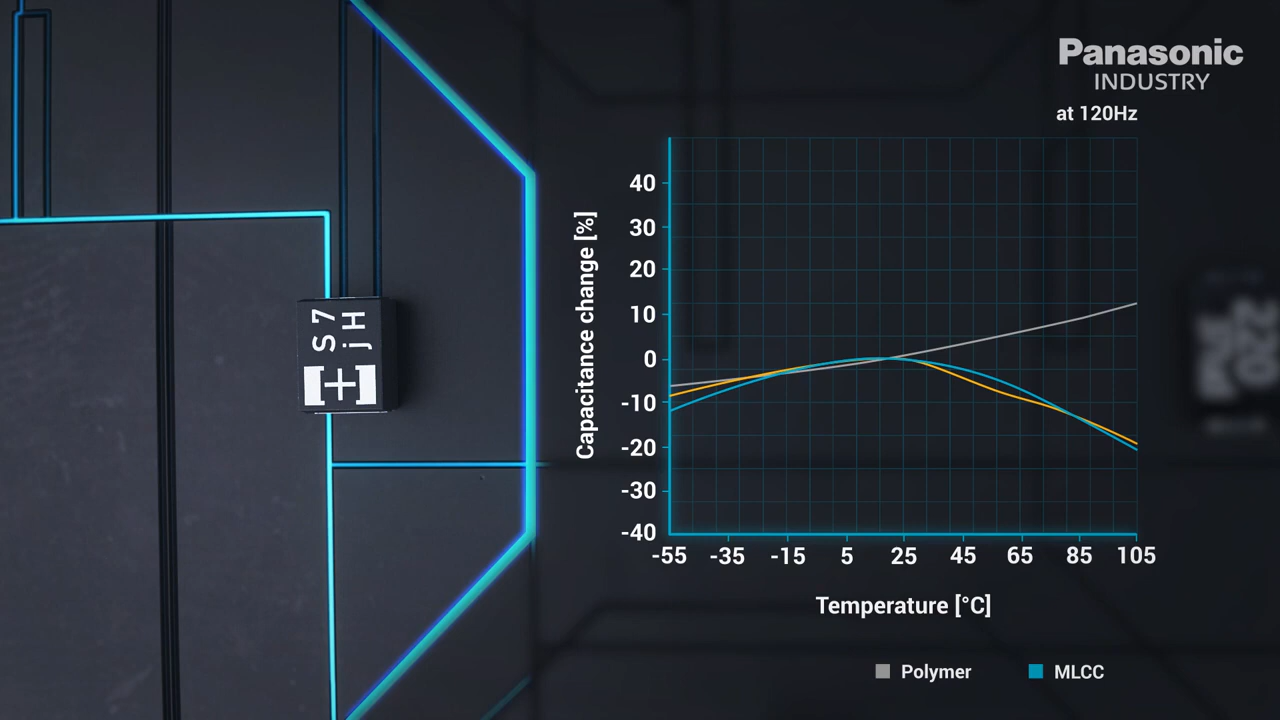 Panasonic
INDUSTRY
at 120Hz
S 7
j H
[+]
Capacitance change [%]
40
30
20
10
0
-10
-20
-30
-40
-55 -35 -15 5 25 45 65 85 105
Temperature [°C]
Polymer MLCC